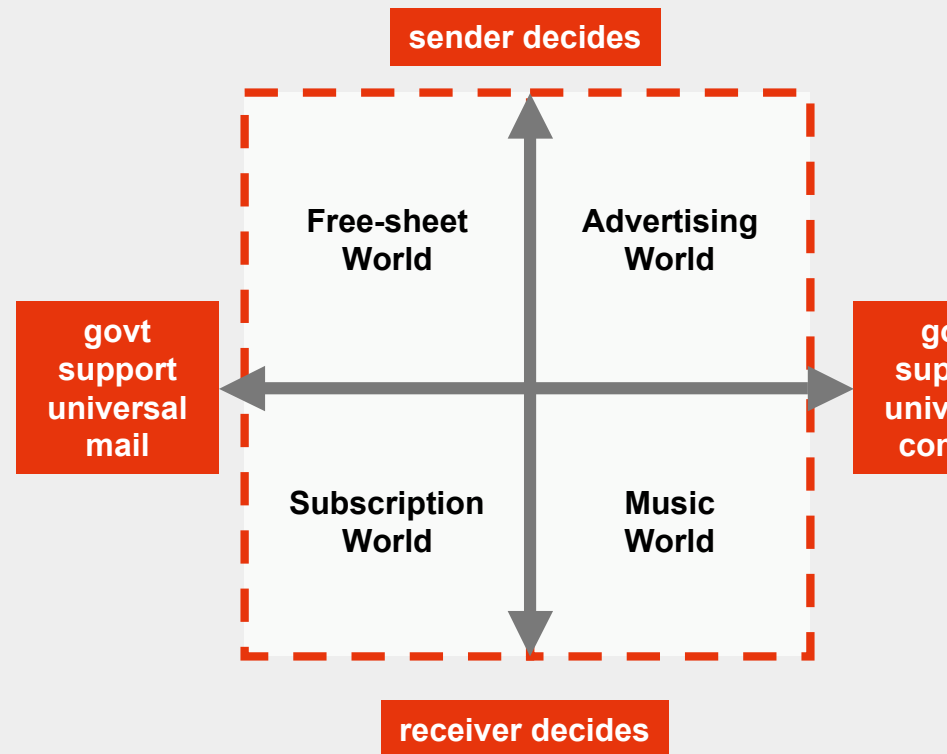 sender decides
Free-sheet
World
Advertising
World
govt
support
universal
mail
Subscription
World
Music
World
receiver decides